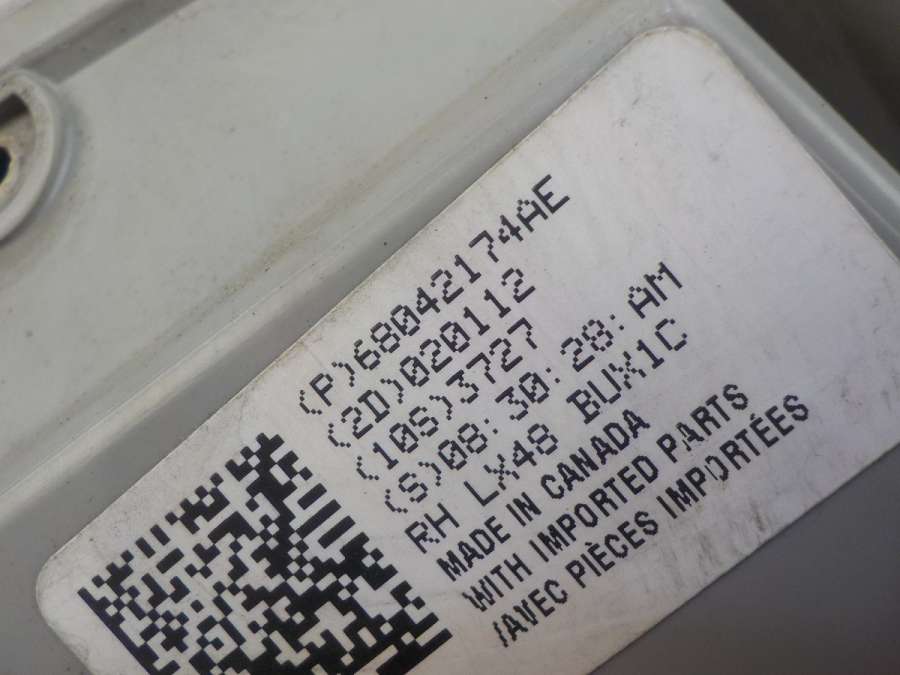 (P)68042174AE
(2D)020112
(10S)3727
(S)08:30:28:AM
RH LX48 BUX1C
MADE IN CANADA
WITH IMPORTED PARTS
/AVEC PIÈCES IMPORTÉES